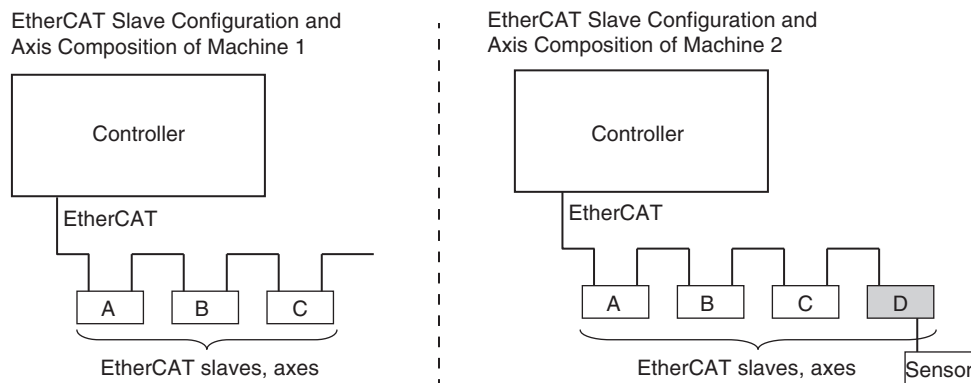 EtherCAT Slave Configuration and
Axis Composition of Machine 1
Controller
EtherCAT
A
B
C
EtherCAT slaves, axes
EtherCAT Slave Configuration and
Axis Composition of Machine 2
Controller
EtherCAT
A
B
C
D
EtherCAT slaves, axes
Sensor